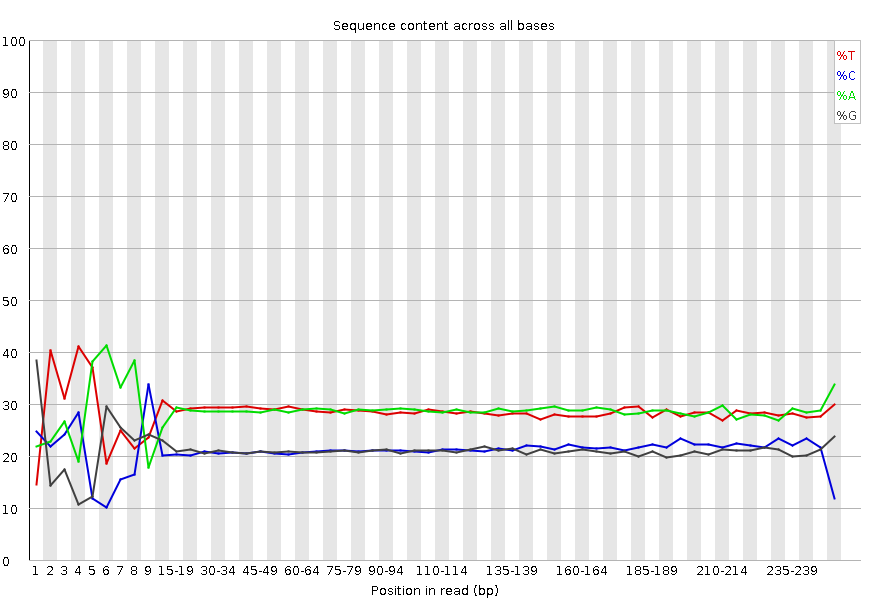 Sequence content across all bases
100
90
80
70
60
50
40
30
20
10
0
%T
%C
%A
%G
1 2 3 4 5 6 7 8 9 15-19 30-34 45-49 60-64 75-79 90-94 110-114 135-139 160-164 185-189 210-214 235-239
Position in read (bp)